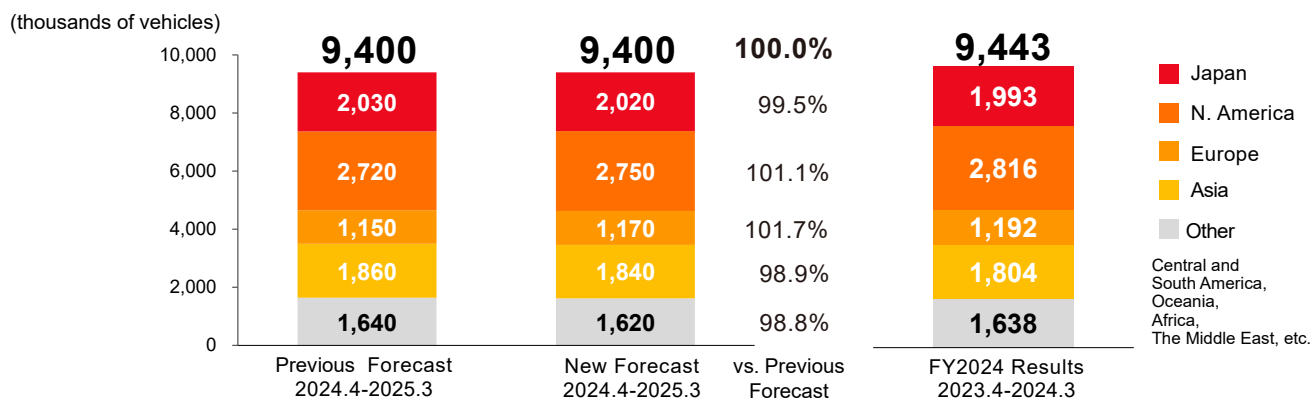 (thousands of vehicles)
9,400 9,400 100.0% 9,443
10,000
8,000
6,000
4,000
2,000
0
2,030 2,020 99.5% 1,993
2,720 2,750 101.1% 2,816
1,150 1,170 101.7% 1,192
1,860 1,840 98.9% 1,804
1,640 1,620 98.8% 1,638
Previous Forecast
2024.4-2025.3
New Forecast
2024.4-2025.3
vs. Previous
Forecast
FY2024 Results
2023.4-2024.3
Japan
N. America
Europe
Asia
Other
Central and
South America,
Oceania,
Africa,
The Middle East, etc.